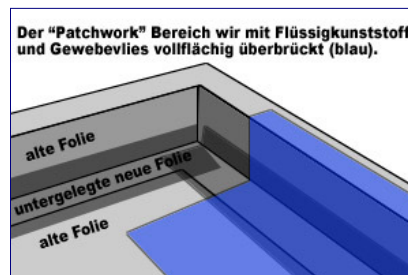 Der “Patchwork” Bereich wir mit Flüssigkunststoff
und Gewebevlies vollflächig überbrückt (blau).
alte Folie
untergelegte neue Folie
alte Folie